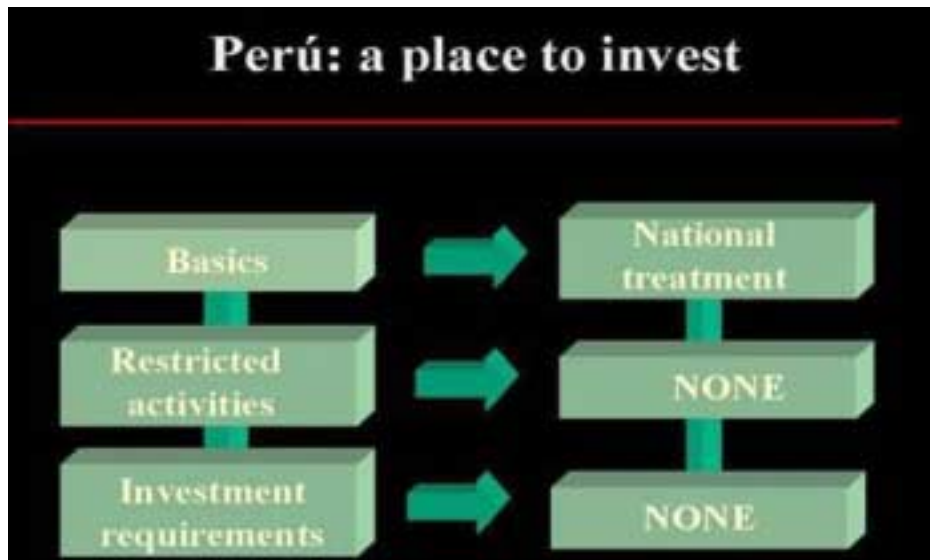 Perú: a place to invest
Basics
National
treatment
Restricted
activities
NONE
Investment
requirements
NONE